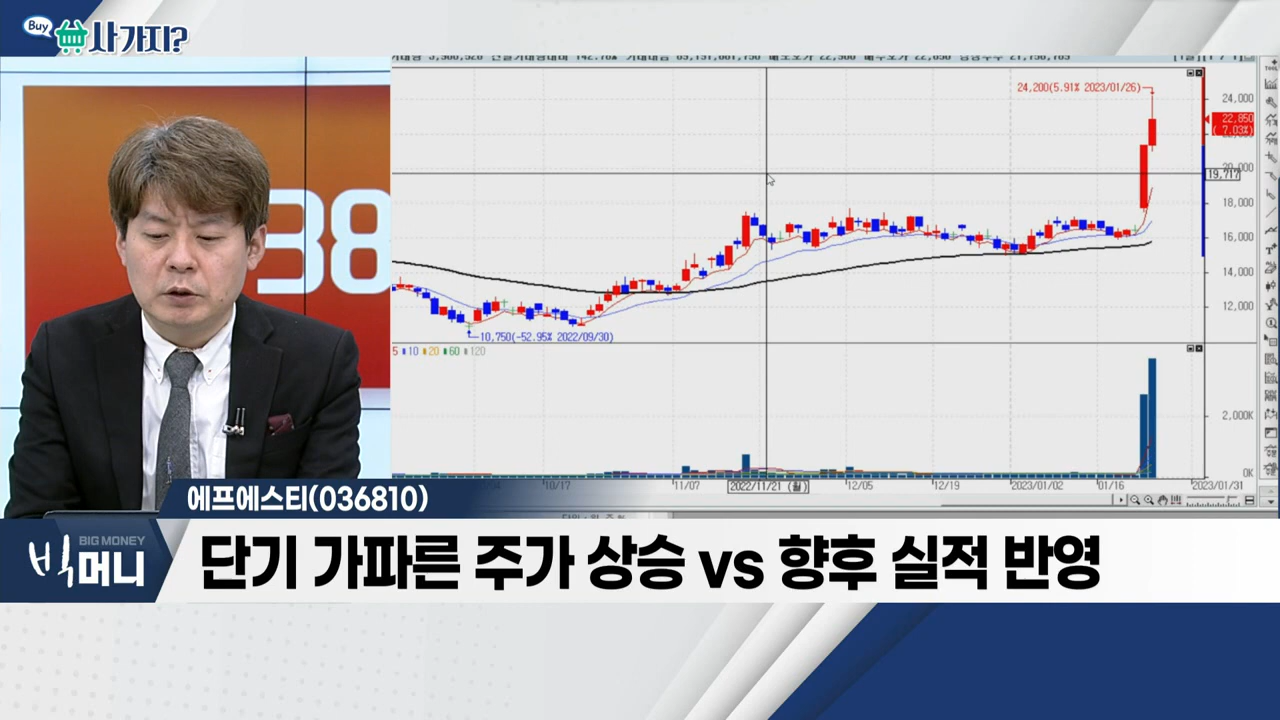 Buy 사가지?
38
24,200(5.91% 2023/01/26)
24,000
22,850
( 7.03%)
20,000
19,717
18,000
16,000
14,000
12,000
10,750(-52.95% 2022/09/30)
5 10 20 60 120
2,000K
0K
10/17 11/07 2022/11/21 (월) 12/05 12/19 2023/01/02 01/16 2023/01/31
에프에스티(036810)
BIG MONEY
빅머니
단기 가파른 주가 상승 vs 향후 실적 반영